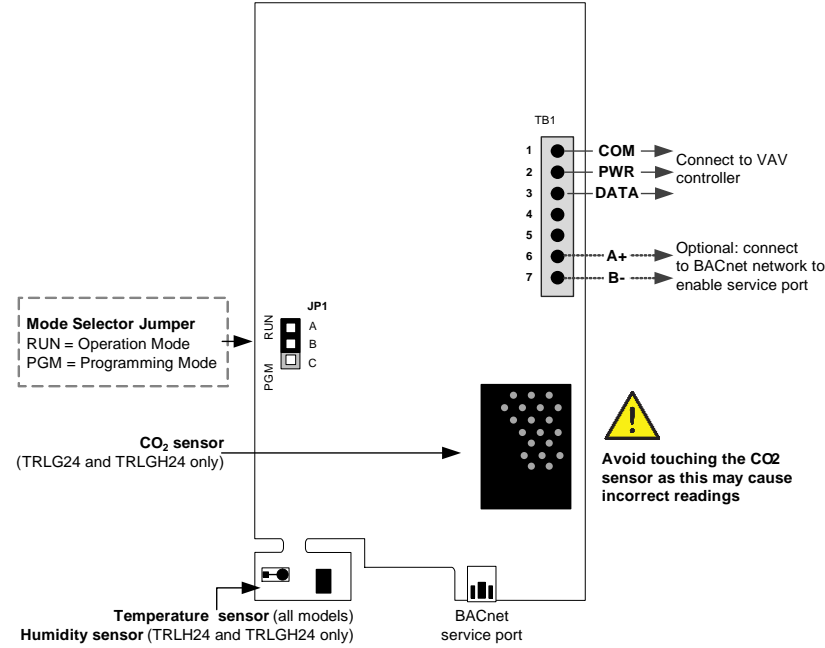 TB1
1 COM
2 PWR
3 DATA
4
5
6 A+
7 B-
Connect to VAV
controller
Optional: connect
to BACnet network to
enable service port
Mode Selector Jumper
RUN = Operation Mode
PGM = Programming Mode
JP1
RUN
PGM
A
B
C
CO2 sensor
(TRLG24 and TRLGH24 only)
!
Avoid touching the CO2
sensor as this may cause
incorrect readings
Temperature sensor (all models)
Humidity sensor (TRLH24 and TRLGH24 only)
BACnet
service port